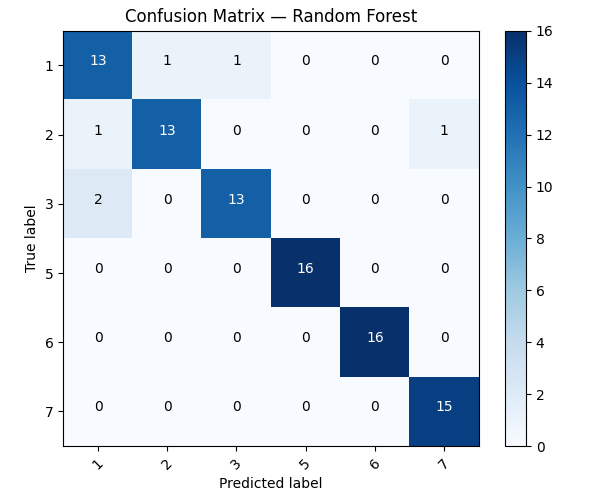 Confusion Matrix — Random Forest
True label
1 13 1 1 0 0 0
2 1 13 0 0 0 1
3 2 0 13 0 0 0
5 0 0 0 16 0 0
6 0 0 0 0 16 0
7 0 0 0 0 0 15
1 2 3 5 6 7
Predicted label
16
14
12
10
8
6
4
2
0